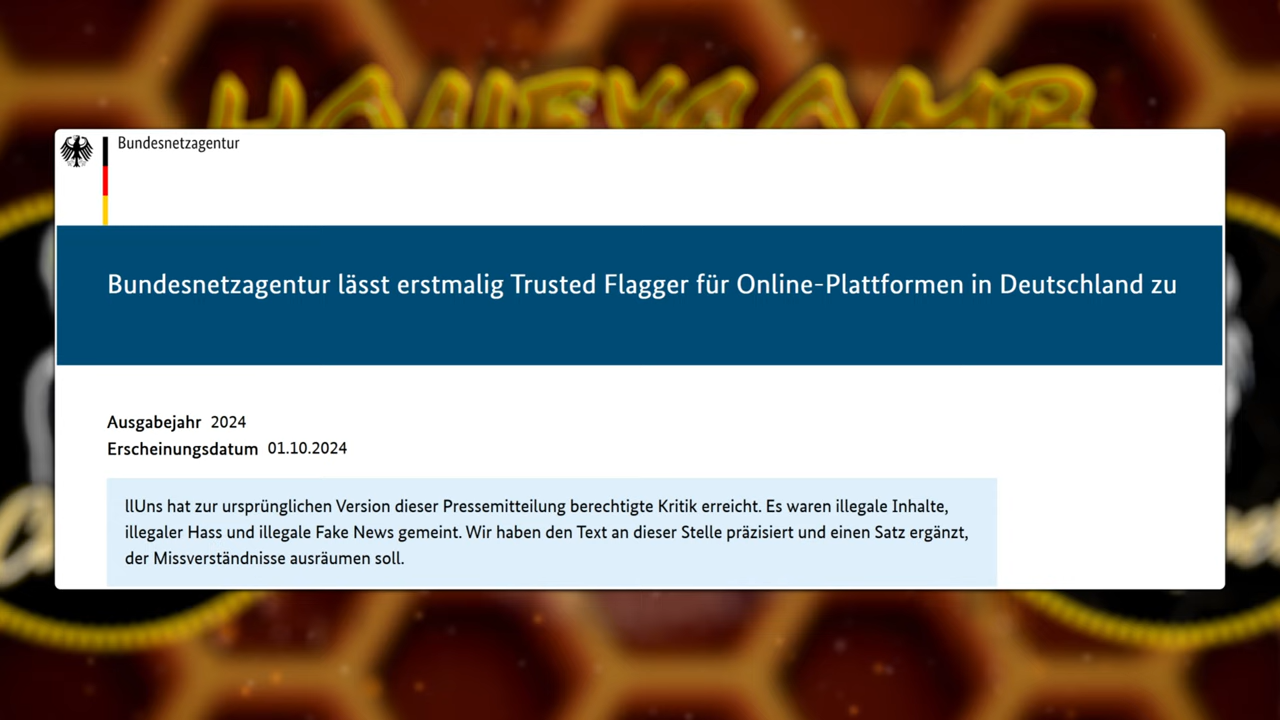 HONEYCOMB
Bundesnetzagentur
Bundesnetzagentur lässt erstmalig Trusted Flagger für Online-Plattformen in Deutschland zu
Ausgabejahr 2024
Erscheinungsdatum 01.10.2024
llUns hat zur ursprünglichen Version dieser Pressemitteilung berechtigte Kritik erreicht. Es waren illegale Inhalte,
illegaler Hass und illegale Fake News gemeint. Wir haben den Text an dieser Stelle präzisiert und einen Satz ergänzt,
der Missverständnisse ausräumen soll.